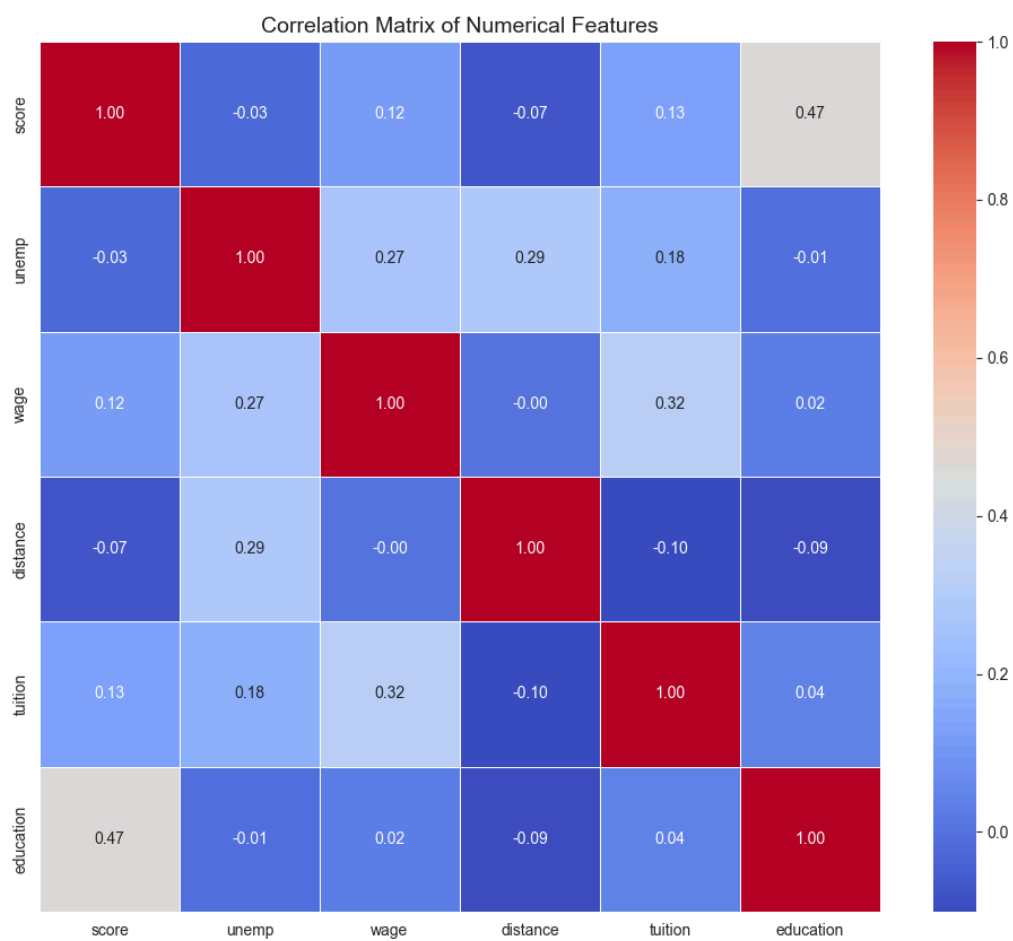 Correlation Matrix of Numerical Features
score 1.00 -0.03 0.12 -0.07 0.13 0.47
unemp -0.03 1.00 0.27 0.29 0.18 -0.01
wage 0.12 0.27 1.00 -0.00 0.32 0.02
distance -0.07 0.29 -0.00 1.00 -0.10 -0.09
tuition 0.13 0.18 0.32 -0.10 1.00 0.04
education 0.47 -0.01 0.02 -0.09 0.04 1.00
score unemp wage distance tuition education
1.0
0.8
0.6
0.4
0.2
0.0